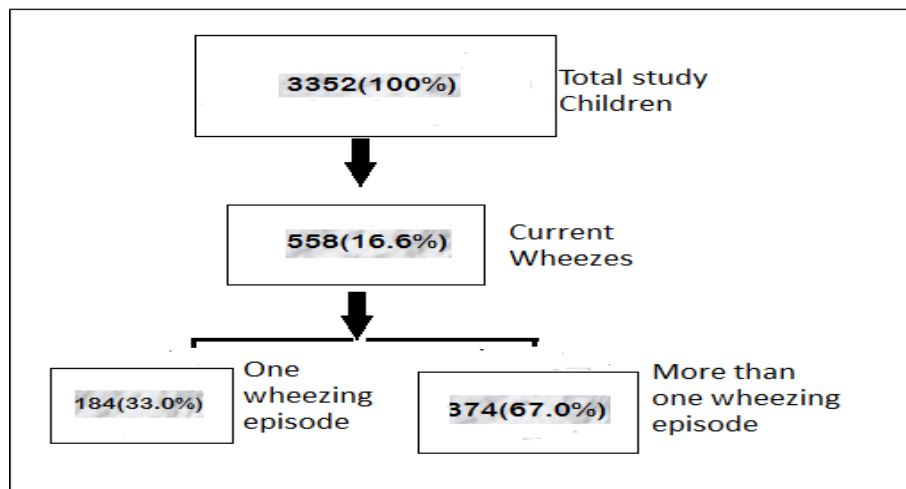 3352(100%)
Total study
Children
558(16.6%)
Current
Wheezes
184(33.0%)
One
wheezing
episode
374(67.0%)
More than
one wheezing
episode